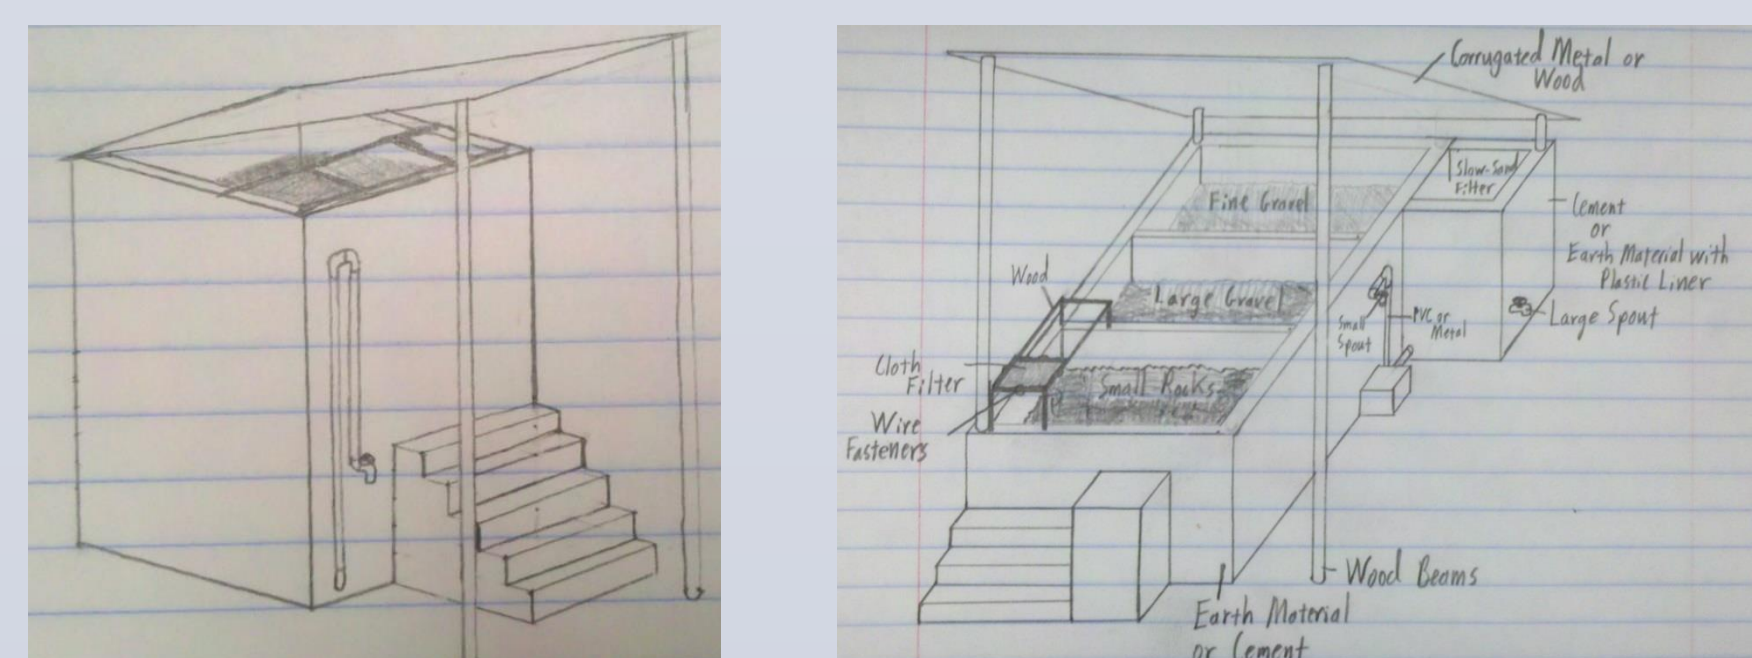 Corrugated Metal or
Wood
Slow-Sand
Filter
Fine Gravel
Cement
or
Earth Material with
Plastic Liner
Wood
Large Gravel
Small
Spout
PVC or
Metal
Large Spout
Cloth
Filter
Small Rocks
Wire
Fasteners
Wood Beams
Earth Material
or Cement